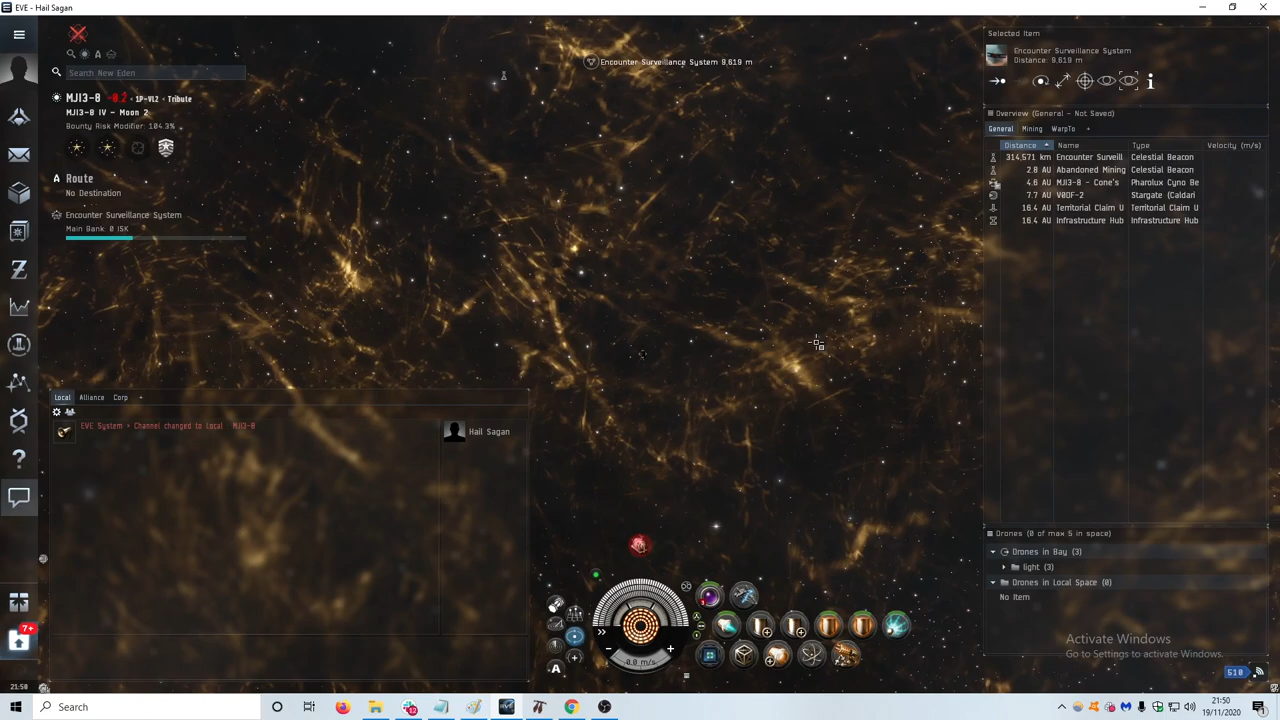 EVE - Hail Sagan
Search New Eden
MJI3-8 -0.2 < 1P-VL2 < Tribute
MJI3-8 IV - Moon 2
Bounty Risk Modifier: 104.3%
A Route
No Destination
Encounter Surveillance System
Main Bank: 0 ISK
Encounter Surveillance System 9,619 m
Selected Item
Encounter Surveillance System
Distance: 9,619 m
Overview (General - Not Saved)
General Mining WarpTo +
Distance Name Type Velocity (m/s)
314,571 km Encounter Surveill Celestial Beacon
2.8 AU Abandoned Mining Celestial Beacon
4.6 AU MJI3-8 - Cone's Pharolux Cyno Be
7.7 AU V0DF-2 Stargate (Caldari
16.4 AU Territorial Claim U Territorial Claim U
16.4 AU Infrastructure Hub Infrastructure Hub
Local Alliance Corp +
EVE System > Channel changed to Local : MJI3-8
Hail Sagan
Drones (0 of max 5 in space)
Drones in Bay (3)
light (3)
Drones in Local Space (0)
No Item
0.0 m/s
A
7+
21:50
Activate Windows
Go to Settings to activate Windows.
510
Search
12
21:50
19/11/2020